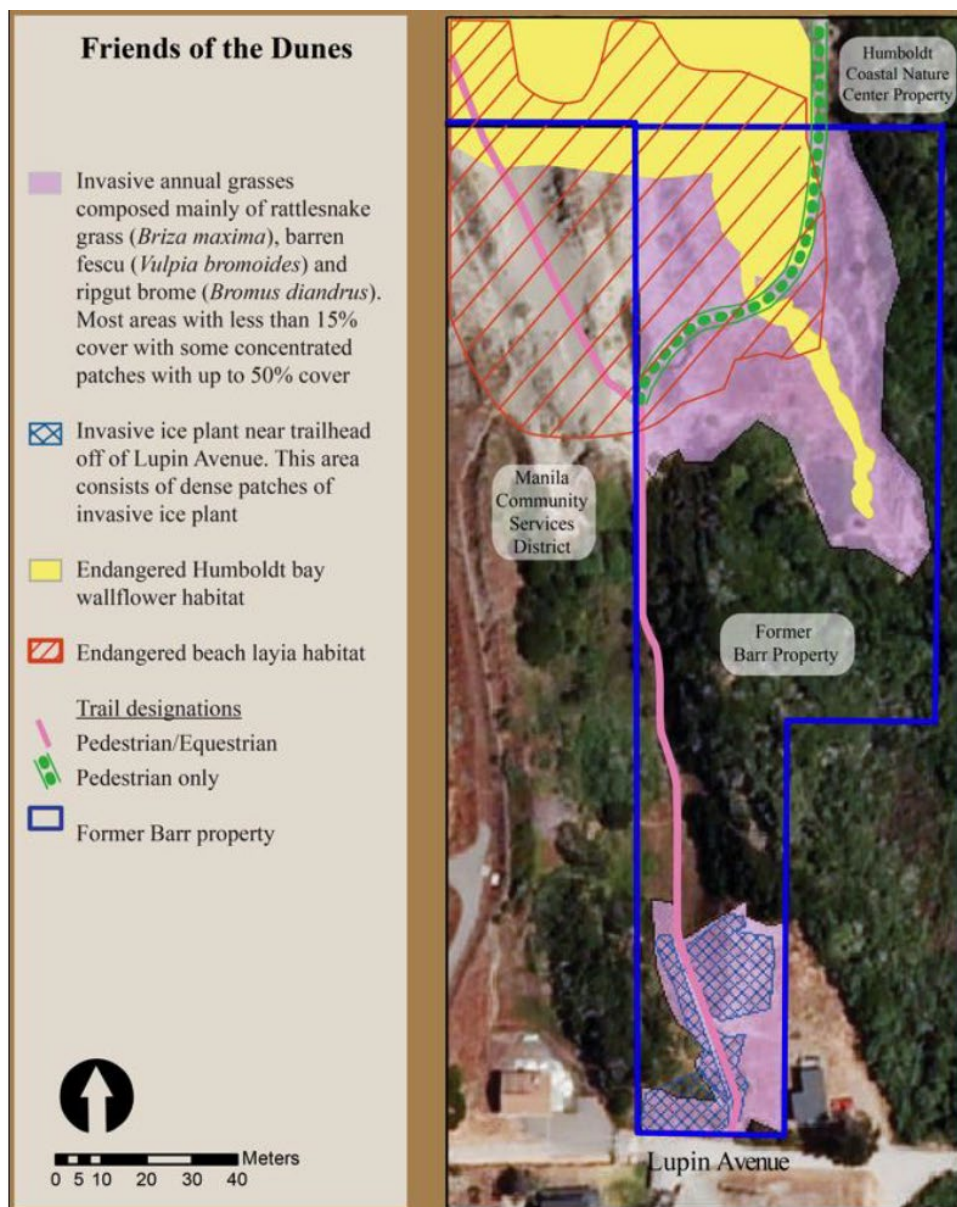 Friends of the Dunes
Invasive annual grasses
composed mainly of rattlesnake
grass (Briza maxima), barren
fescu (Vulpia bromoides) and
ripgut brome (Bromus diandrus).
Most areas with less than 15%
cover with some concentrated
patches with up to 50% cover
Invasive ice plant near trailhead
off of Lupin Avenue. This area
consists of dense patches of
invasive ice plant
Endangered Humboldt bay
wallflower habitat
Endangered beach layia habitat
Trail designations
Pedestrian/Equestrian
Pedestrian only
Former Barr property
Meters
0 5 10 20 30 40
Humboldt
Coastal Nature
Center Property
Manila
Community
Services
District
Former
Barr Property
Lupin Avenue